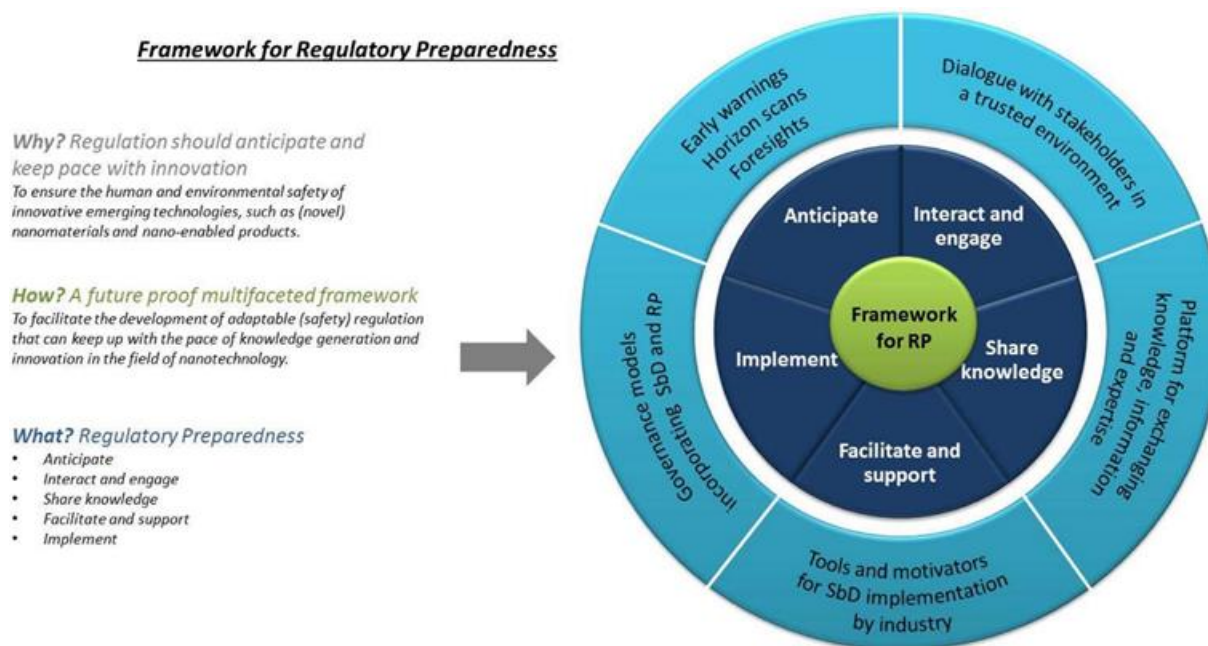 Framework for Regulatory Preparedness
Why? Regulation should anticipate and
keep pace with innovation
To ensure the human and environmental safety of
innovative emerging technologies, such as (novel)
nanomaterials and nano-enabled products.
How? A future proof multifaceted framework
To facilitate the development of adaptable (safety) regulation
that can keep up with the pace of knowledge generation and
innovation in the field of nanotechnology.
What? Regulatory Preparedness
• Anticipate
• Interact and engage
• Share knowledge
• Facilitate and support
• Implement
Early warnings
Horizon scans
Foresights
Dialogue with stakeholders in
a trusted environment
Platform for exchanging
knowledge, information
and expertise
Tools and motivators
for SbD implementation
by industry
Governance models
incorporating SbD and RP
Anticipate
Interact and
engage
Share
knowledge
Facilitate and
support
Implement
Framework
for RP